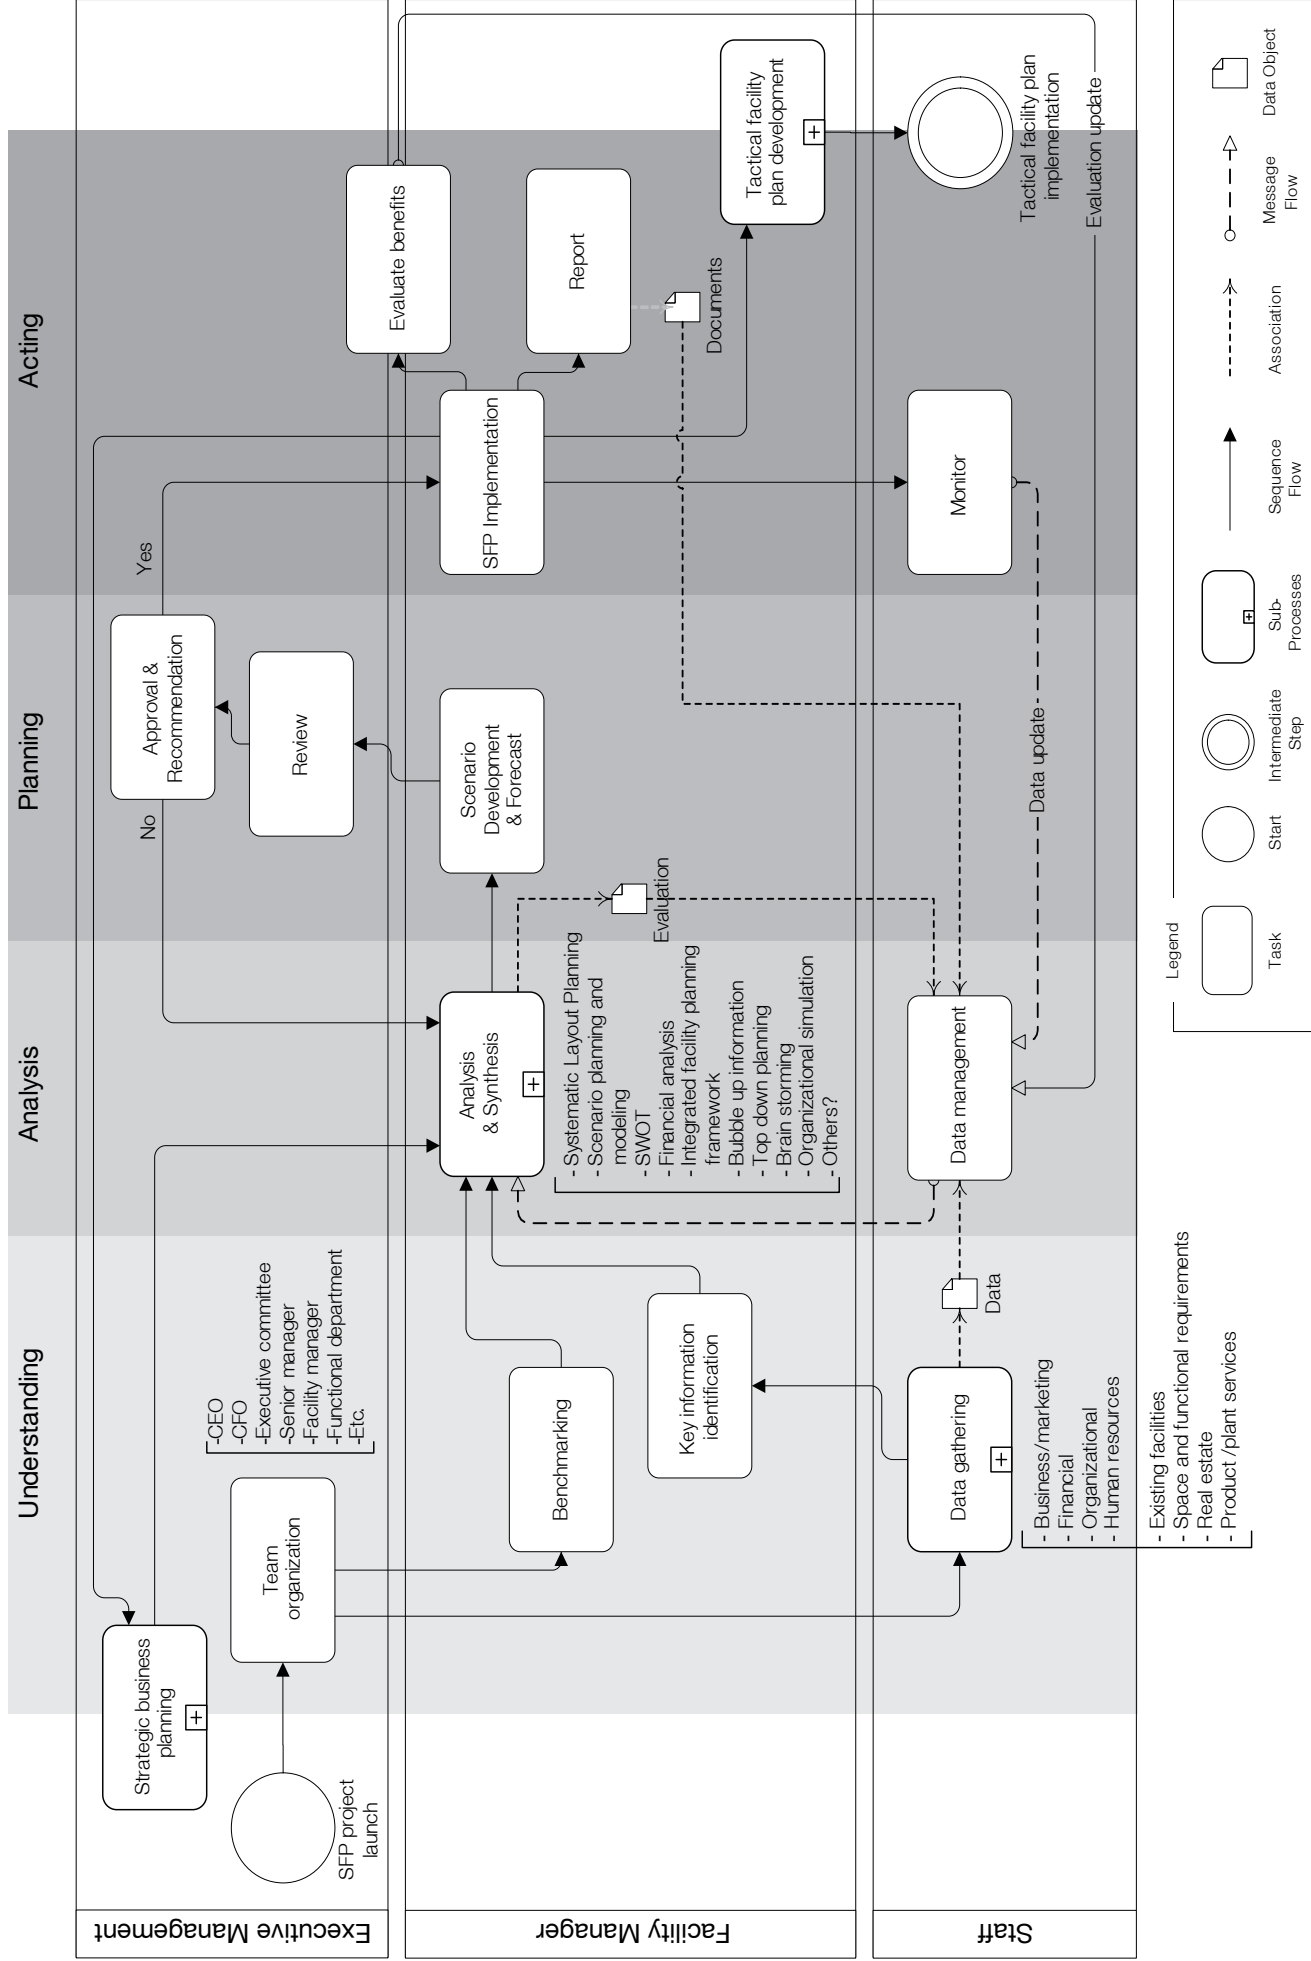 Understanding
Analysis
Planning
Acting
Executive Management
Strategic business
planning
SFP project
launch
Team
organization
-CEO
-CFO
-Executive committee
-Senior manager
-Facility manager
-Functional department
-Etc.
No
Approval &
Recommendation
Yes
Review
Evaluate benefits
Facility Manager
Benchmarking
Key information
identification
Analysis
& Synthesis
- Systematic Layout Planning
- Scenario planning and
modeling
- SWOT
- Financial analysis
- Integrated facility planning
framework
- Bubble up information
- Top down planning
- Brain storming
- Organizational simulation
- Others?
Evaluation
Scenario
Development
& Forecast
SFP Implementation
Report
Documents
Tactical facility
plan development
Staff
Data gathering
- Business/marketing
- Financial
- Organizational
- Human resources
- Existing facilities
- Space and functional requirements
- Real estate
- Product /plant services
Data
Data management
Data update
Monitor
Tactical facility plan
implementation
Evaluation update
Legend
Task
Start
Intermediate
Step
Sub-
Processes
Sequence
Flow
Association
Message
Flow
Data Object